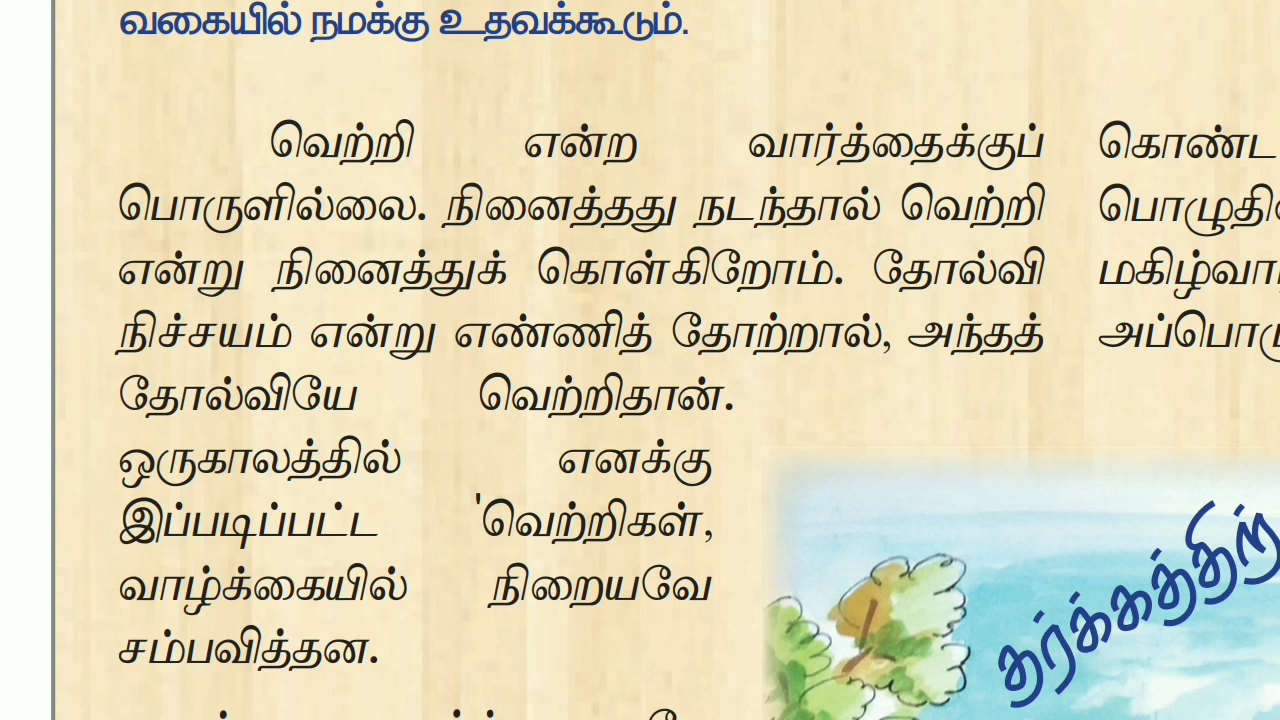 வகையில் நமக்கு உதவக்கூடும்.
வெற்றி என்ற வார்த்தைக்குப்
பொருளில்லை. நினைத்தது நடந்தால் வெற்றி
என்று நினைத்துக் கொள்கிறோம். தோல்வி
நிச்சயம் என்று எண்ணித் தோற்றால், அந்தத்
தோல்வியே வெற்றிதான்.
ஒருகாலத்தில் எனக்கு
இப்படிப்பட்ட 'வெற்றிகள்,
வாழ்க்கையில் நிறையவே
சம்பவித்தன.
கொண்ட